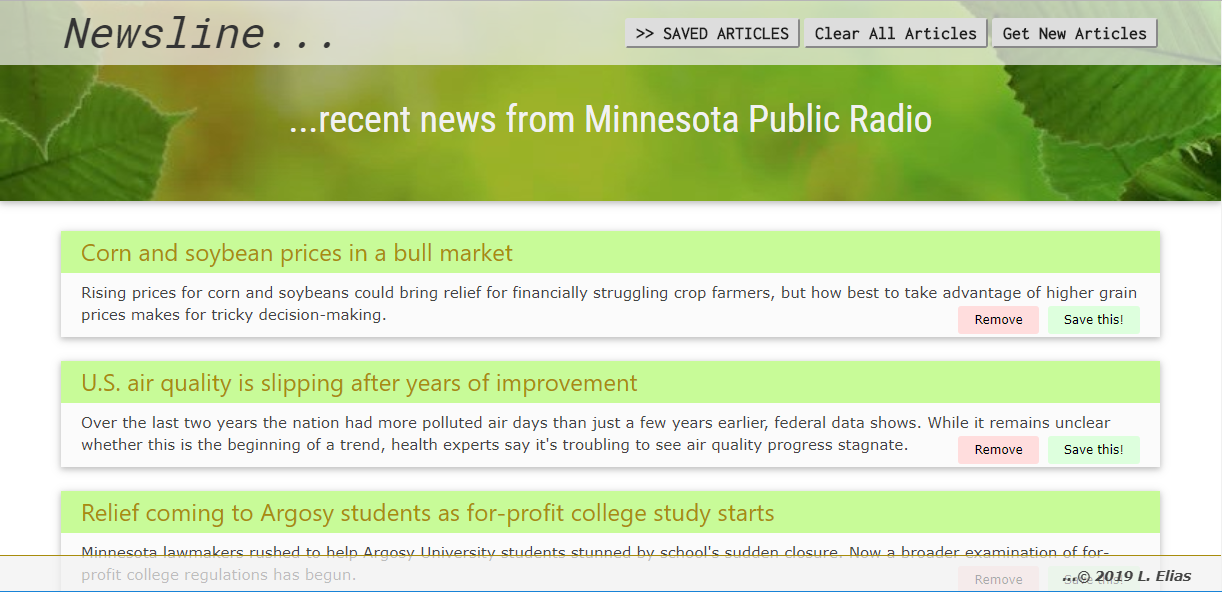 Newsline...
>> SAVED ARTICLES
Clear All Articles
Get New Articles
...recent news from Minnesota Public Radio
Corn and soybean prices in a bull market
Rising prices for corn and soybeans could bring relief for financially struggling crop farmers, but how best to take advantage of higher grain
prices makes for tricky decision-making.
Remove
Save this!
U.S. air quality is slipping after years of improvement
Over the last two years the nation had more polluted air days than just a few years earlier, federal data shows. While it remains unclear
whether this is the beginning of a trend, health experts say it's troubling to see air quality progress stagnate.
Remove
Save this!
Relief coming to Argosy students as for-profit college study starts
Minnesota lawmakers rushed to help Argosy University students stunned by school's sudden closure. Now a broader examination of for-
profit college regulations has begun.
Remove
Save this!
...© 2019 L. Elias